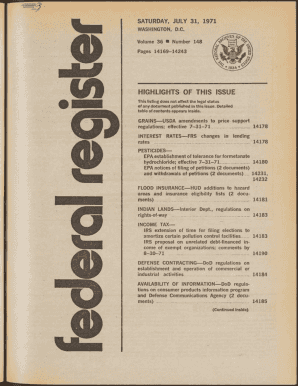 federal register
SATURDAY, JULY 31, 1971
WASHINGTON, D.C.
Volume 36 ■ Number 148
Pages 14169-14243
HIGHLIGHTS OF THIS ISSUE
This listing does not affect the legal status
of any document published in this issue. Detailed
table of contents appears inside.
GRAINS—USDA amendments to price support
regulations; effective 7-31-71 14178
INTEREST RATES—FRS changes in lending
rates 14178
PESTICIDES—
EPA establishment of tolerance for formetanate
hydrochloride; effective 7-31-71 14180
EPA notices of filing of petitions (2 documents)
and withdrawals of petitions (2 documents) 14231,
14232
FLOOD INSURANCE—HUD additions to hazard
areas and insurance eligibility lists (2 docu-
ments) 14181
INDIAN LANDS—Interior Dept., regulations on
rights-of-way 14183
INCOME TAX—
IRS extension of time for filing elections to
amortize certain pollution control facilities 14183
IRS proposal on unrelated debt-financed in-
come of exempt organizations; comments by
8-30-71 14190
DEFENSE CONTRACTING—DoD regulations on
establishment and operation of commercial or
industrial activities 14184
AVAILABILITY OF INFORMATION—DoD regula-
tions on consumer products information program
and Defense Communications Agency (2 docu-
ments) 14185
(Continued inside)